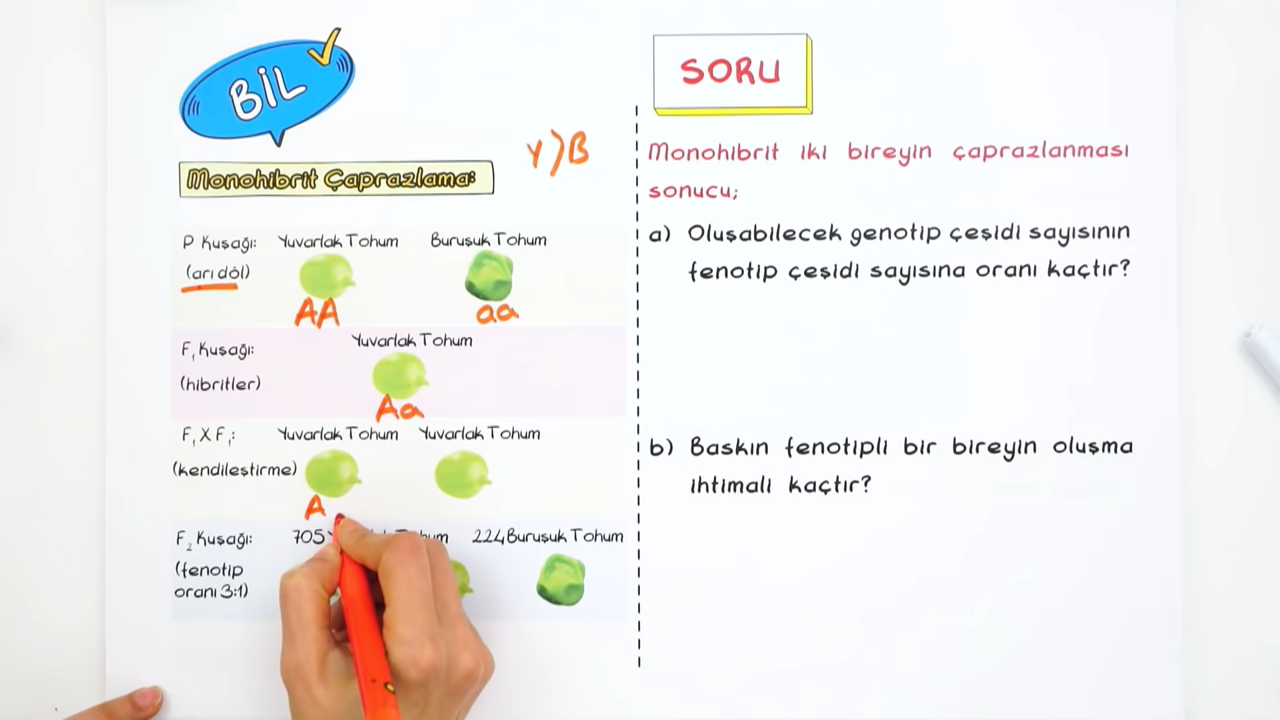 BİL
Y>B
Monohibrit Çaprazlama:
P Kuşağı: Yuvarlak Tohum Buruşuk Tohum
(arı döl)
AA aa
F₁ Kuşağı: Yuvarlak Tohum
(hibritler)
Aa
F₁ X F₁: Yuvarlak Tohum Yuvarlak Tohum
(kendileştirme)
A
F₂ Kuşağı: 705 224 Buruşuk Tohum
(fenotip
oranı 3:1)
SORU
Monohibrit iki bireyin çaprazlanması
sonucu;
a) Oluşabilecek genotip çeşidi sayısının
fenotip çeşidi sayısına oranı kaçtır?
b) Baskın fenotipli bir bireyin oluşma
ihtimali kaçtır?